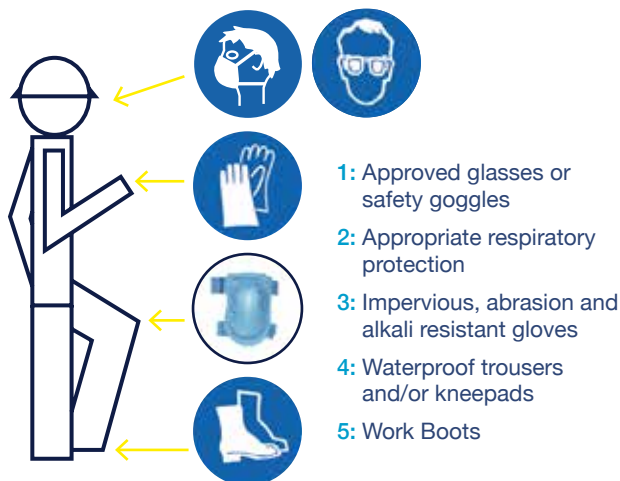 1: Approved glasses or
safety goggles
2: Appropriate respiratory
protection
3: Impervious, abrasion and
alkali resistant gloves
4: Waterproof trousers
and/or kneepads
5: Work Boots